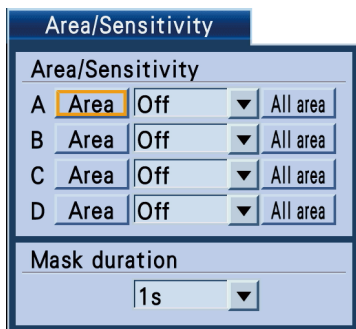 Area/Sensitivity
Area/Sensitivity
A Area Off All area
B Area Off All area
C Area Off All area
D Area Off All area
Mask duration
1s